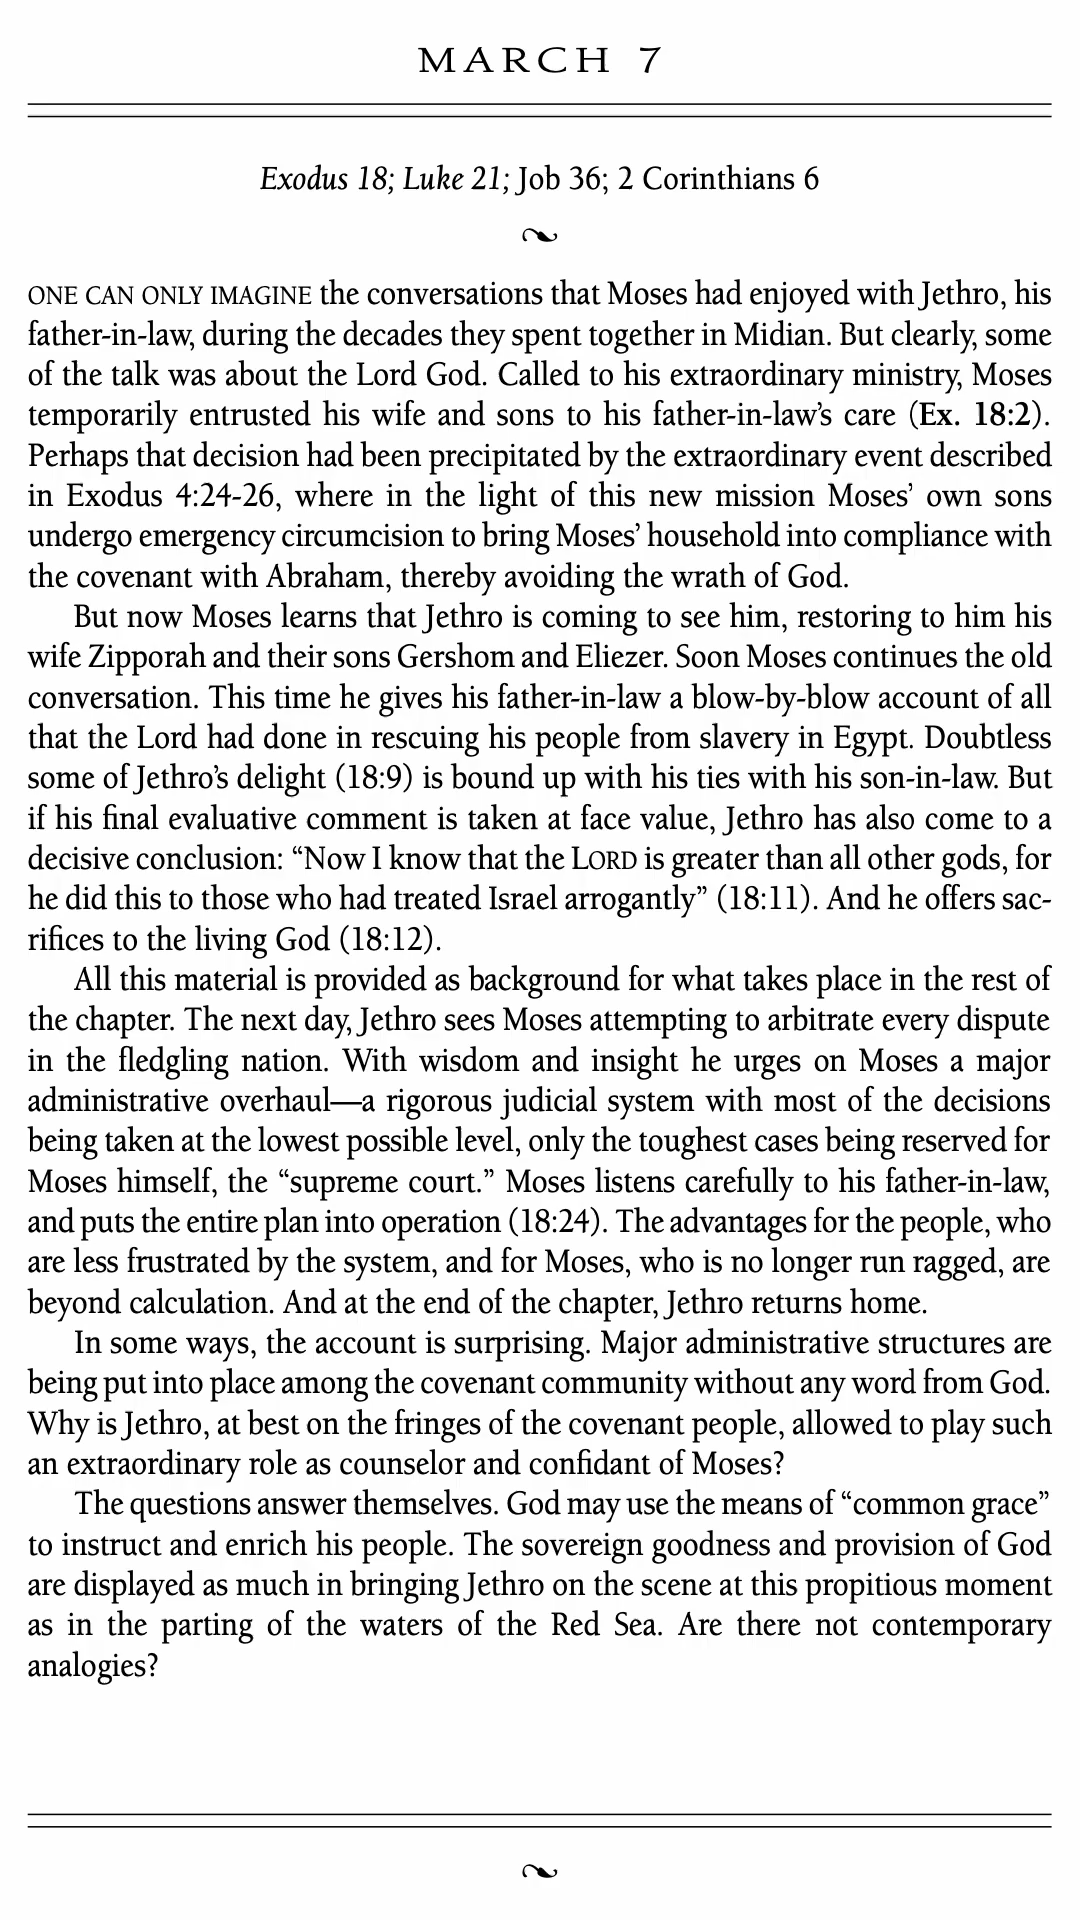 MARCH 7
Exodus 18; Luke 21; Job 36; 2 Corinthians 6
ONE CAN ONLY IMAGINE the conversations that Moses had enjoyed with Jethro, his
father-in-law, during the decades they spent together in Midian. But clearly, some
of the talk was about the Lord God. Called to his extraordinary ministry, Moses
temporarily entrusted his wife and sons to his father-in-law’s care (Ex. 18:2).
Perhaps that decision had been precipitated by the extraordinary event described
in Exodus 4:24-26, where in the light of this new mission Moses’ own sons
undergo emergency circumcision to bring Moses’ household into compliance with
the covenant with Abraham, thereby avoiding the wrath of God.
But now Moses learns that Jethro is coming to see him, restoring to him his
wife Zipporah and their sons Gershom and Eliezer. Soon Moses continues the old
conversation. This time he gives his father-in-law a blow-by-blow account of all
that the Lord had done in rescuing his people from slavery in Egypt. Doubtless
some of Jethro’s delight (18:9) is bound up with his ties with his son-in-law. But
if his final evaluative comment is taken at face value, Jethro has also come to a
decisive conclusion: “Now I know that the LORD is greater than all other gods, for
he did this to those who had treated Israel arrogantly” (18:11). And he offers sac-
rifices to the living God (18:12).
All this material is provided as background for what takes place in the rest of
the chapter. The next day, Jethro sees Moses attempting to arbitrate every dispute
in the fledgling nation. With wisdom and insight he urges on Moses a major
administrative overhaul—a rigorous judicial system with most of the decisions
being taken at the lowest possible level, only the toughest cases being reserved for
Moses himself, the “supreme court.” Moses listens carefully to his father-in-law,
and puts the entire plan into operation (18:24). The advantages for the people, who
are less frustrated by the system, and for Moses, who is no longer run ragged, are
beyond calculation. And at the end of the chapter, Jethro returns home.
In some ways, the account is surprising. Major administrative structures are
being put into place among the covenant community without any word from God.
Why is Jethro, at best on the fringes of the covenant people, allowed to play such
an extraordinary role as counselor and confidant of Moses?
The questions answer themselves. God may use the means of “common grace”
to instruct and enrich his people. The sovereign goodness and provision of God
are displayed as much in bringing Jethro on the scene at this propitious moment
as in the parting of the waters of the Red Sea. Are there not contemporary
analogies?